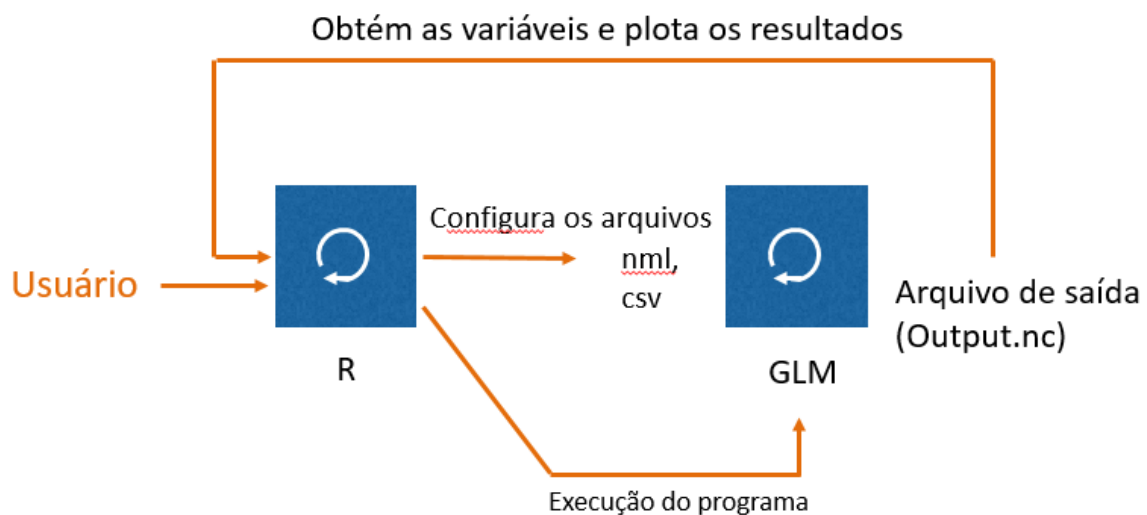 Obtém as variáveis e plota os resultados
Configura os arquivos
nml,
csv
Usuário
Arquivo de saída
(Output.nc)
R
GLM
Execução do programa